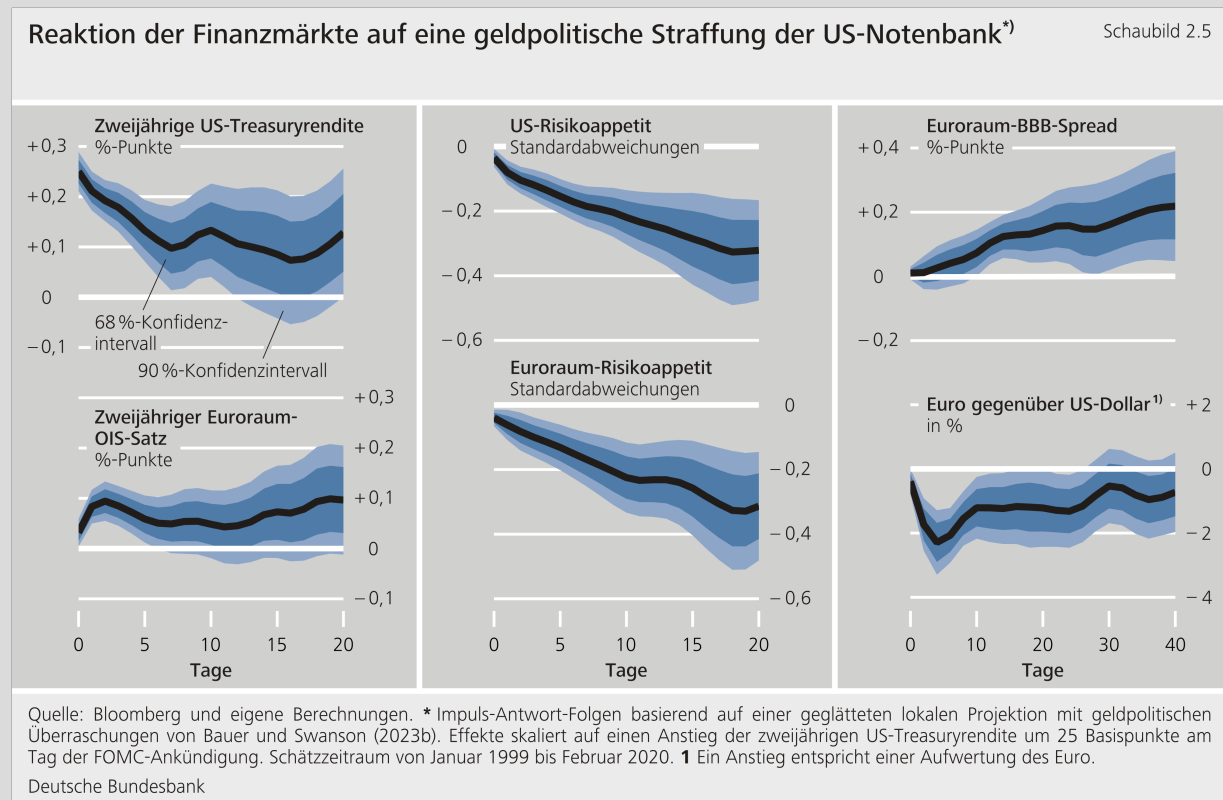 Reaktion der Finanzmärkte auf eine geldpolitische Straffung der US-Notenbank*)
Schaubild 2.5
Zweijährige US-Treasuryrendite
%-Punkte
+0,3
+0,2
+0,1
0
−0,1
68 %-Konfidenz-
intervall
90 %-Konfidenzintervall
Zweijähriger Euroraum-
OIS-Satz
%-Punkte
+0,3
+0,2
+0,1
0
−0,1
0 5 10 15 20
Tage
US-Risikoappetit
Standardabweichungen
0
−0,2
−0,4
−0,6
Euroraum-Risikoappetit
Standardabweichungen
0
−0,2
−0,4
−0,6
0 5 10 15 20
Tage
Euroraum-BBB-Spread
%-Punkte
+0,4
+0,2
0
−0,2
Euro gegenüber US-Dollar1)
in %
+2
0
−2
−4
0 10 20 30 40
Tage
Quelle: Bloomberg und eigene Berechnungen. * Impuls-Antwort-Folgen basierend auf einer geglätteten lokalen Projektion mit geldpolitischen
Überraschungen von Bauer und Swanson (2023b). Effekte skaliert auf einen Anstieg der zweijährigen US-Treasuryrendite um 25 Basispunkte am
Tag der FOMC-Ankündigung. Schätzzeitraum von Januar 1999 bis Februar 2020. 1 Ein Anstieg entspricht einer Aufwertung des Euro.
Deutsche Bundesbank